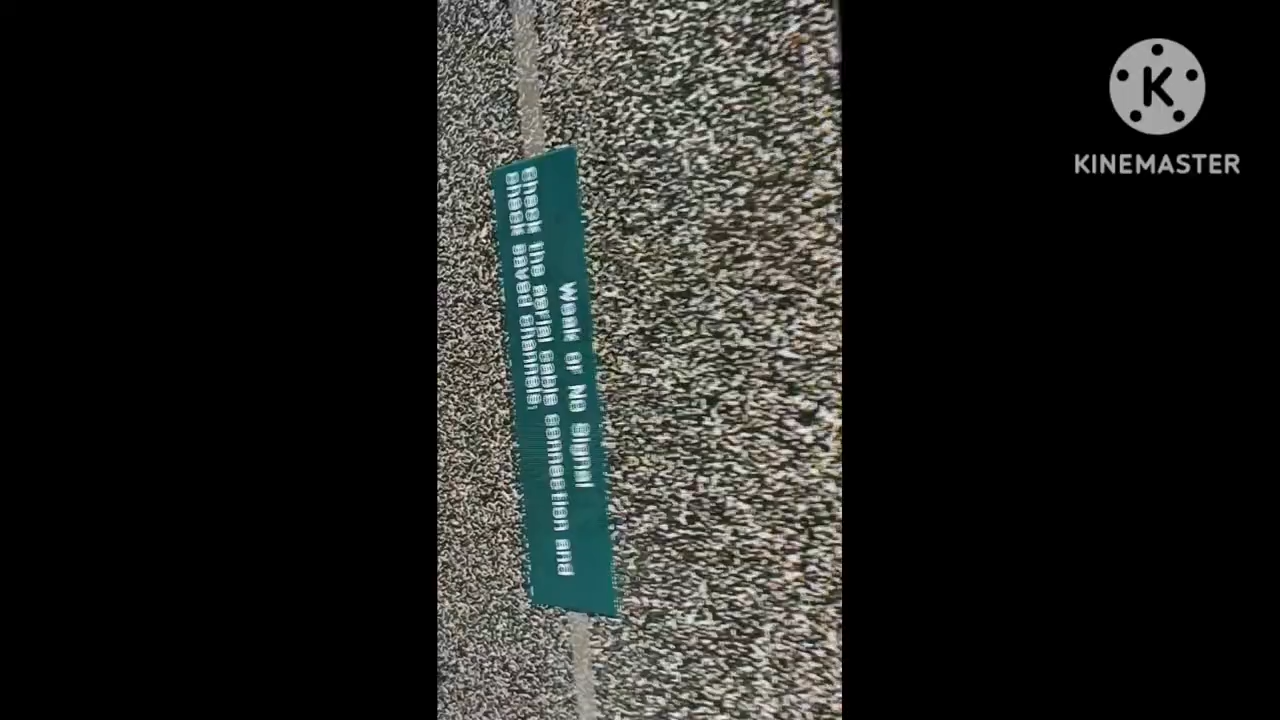 Weak or No Signal
Check the aerial cable connection and
check saved channels.
K
KINEMASTER